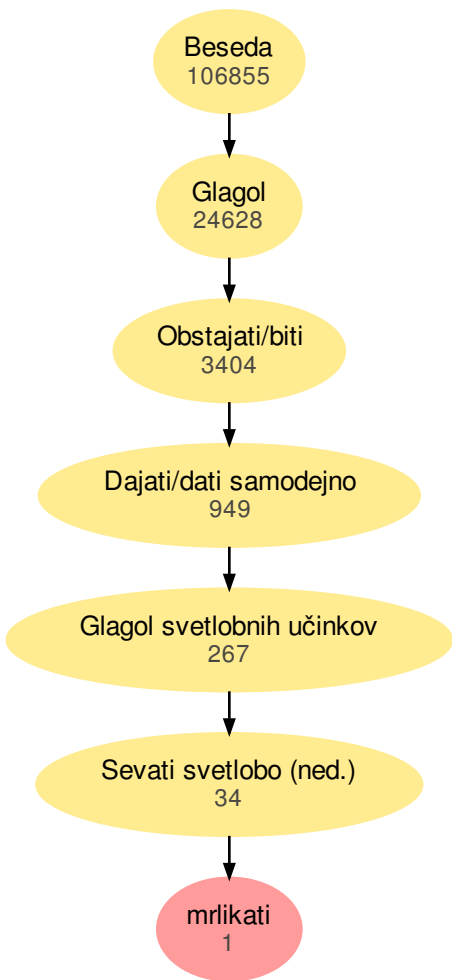 Beseda
106855
Glagol
24628
Obstajati/biti
3404
Dajati/dati samodejno
949
Glagol svetlobnih učinkov
267
Sevati svetlobo (ned.)
34
mrlikati
1